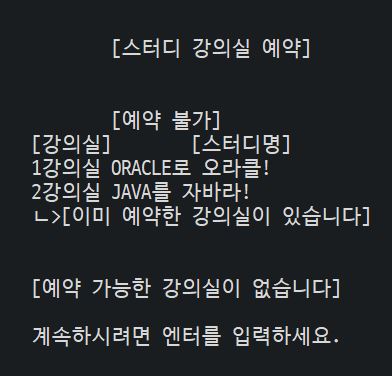 [스터디 강의실 예약]
[예약 불가]
[강의실] [스터디명]
1강의실 ORACLE로 오라클!
2강의실 JAVA를 자바라!
ㄴ>[이미 예약한 강의실이 있습니다]
[예약 가능한 강의실이 없습니다]
계속하시려면 엔터를 입력하세요.